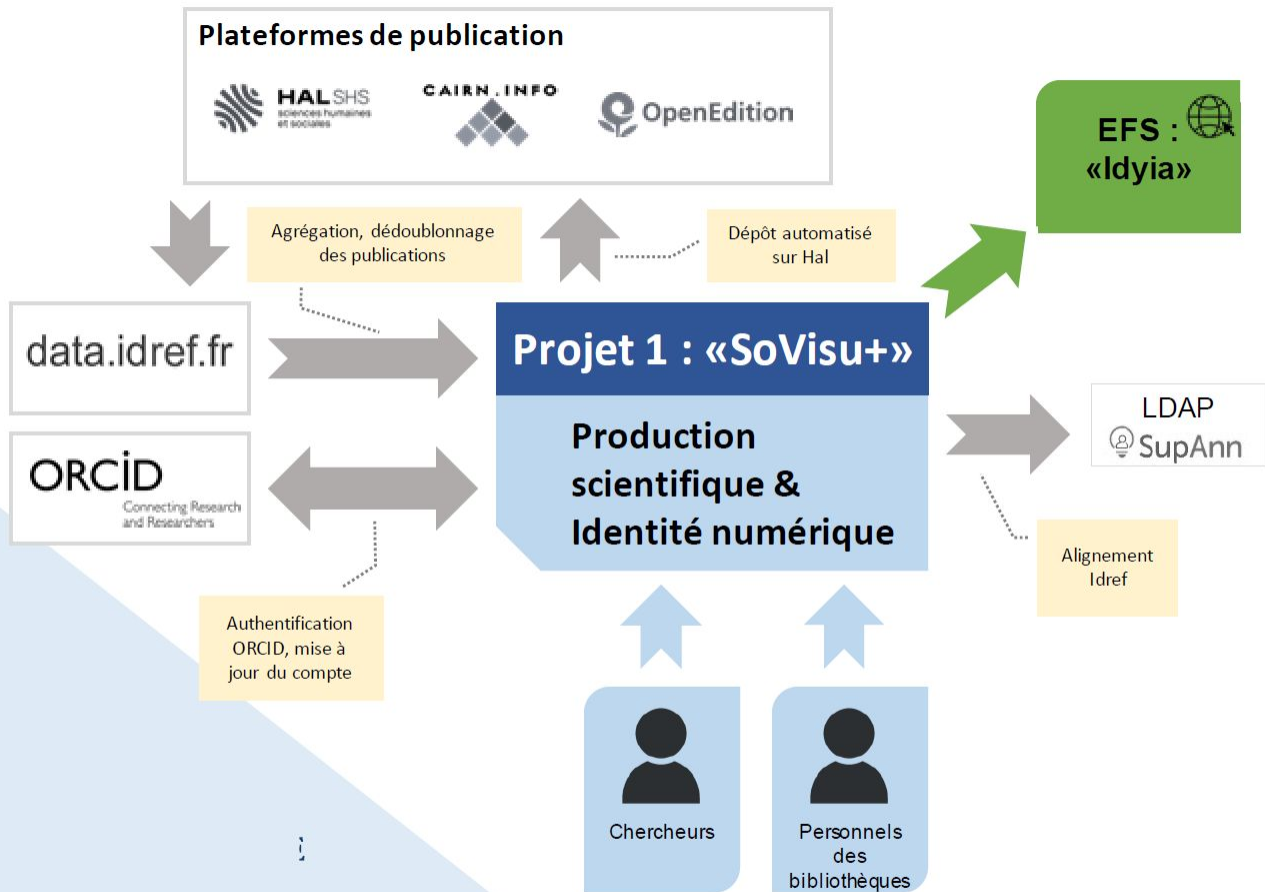 Plateformes de publication
HAL SHS
sciences humaines
et sociales
CAIRN.INFO
OpenEdition
EFS :
«Idyia»
Agrégation, dédoublonnage
des publications
Dépôt automatisé
sur Hal
data.idref.fr
Projet 1 : «SoVisu+»
Production
scientifique &
Identité numérique
LDAP
SupAnn
ORCID
Connecting Research
and Researchers
Alignement
Idref
Authentification
ORCID, mise à
jour du compte
Chercheurs
Personnels
des
bibliothèques